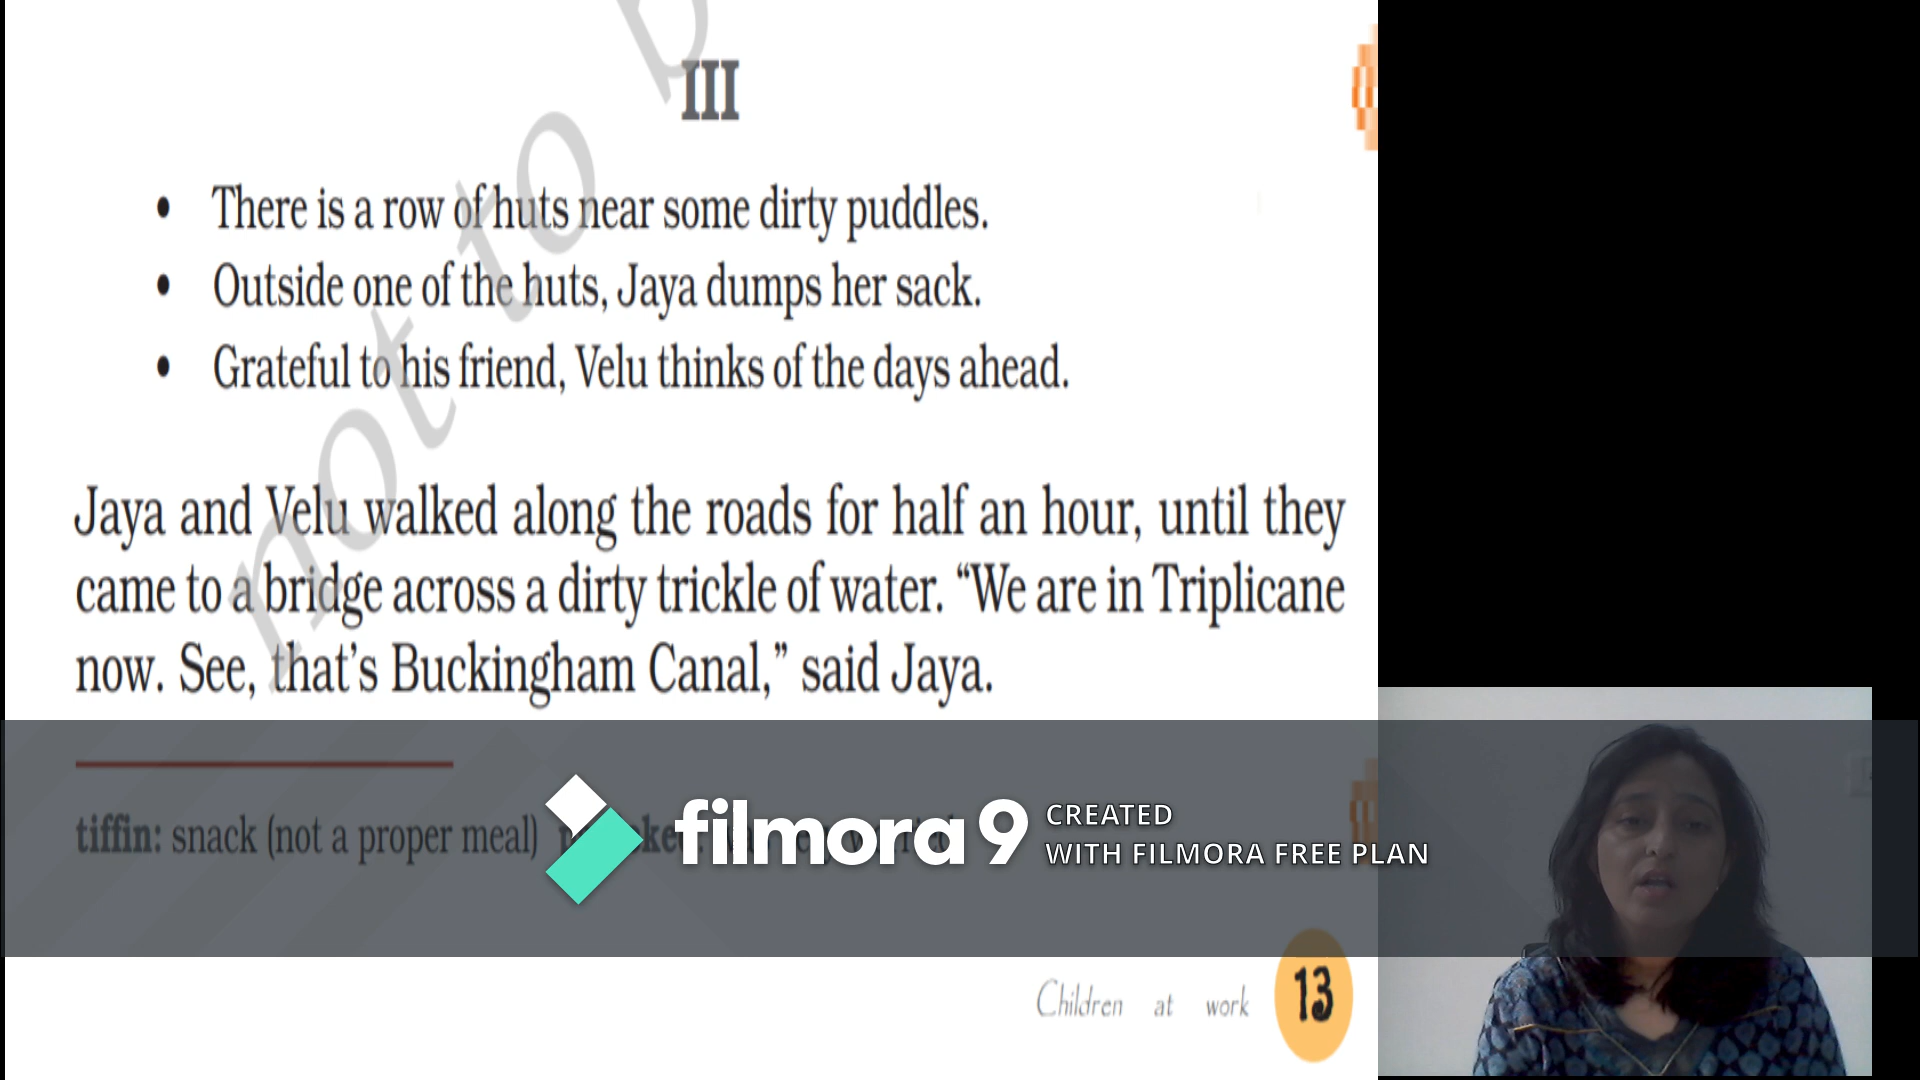 III
• There is a row of huts near some dirty puddles.
• Outside one of the huts, Jaya dumps her sack.
• Grateful to his friend, Velu thinks of the days ahead.
Jaya and Velu walked along the roads for half an hour, until they
came to a bridge across a dirty trickle of water. “We are in Triplicane
now. See, that’s Buckingham Canal,” said Jaya.
tiffin: snack (not a proper meal)
filmora 9
CREATED
WITH FILMORA FREE PLAN
Children at work
13
not to b